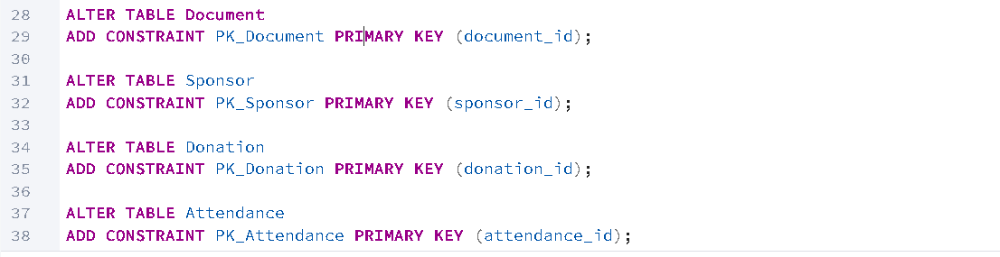 28 ALTER TABLE Document
29 ADD CONSTRAINT PK_Document PRIMARY KEY (document_id);
30
31 ALTER TABLE Sponsor
32 ADD CONSTRAINT PK_Sponsor PRIMARY KEY (sponsor_id);
33
34 ALTER TABLE Donation
35 ADD CONSTRAINT PK_Donation PRIMARY KEY (donation_id);
36
37 ALTER TABLE Attendance
38 ADD CONSTRAINT PK_Attendance PRIMARY KEY (attendance_id);